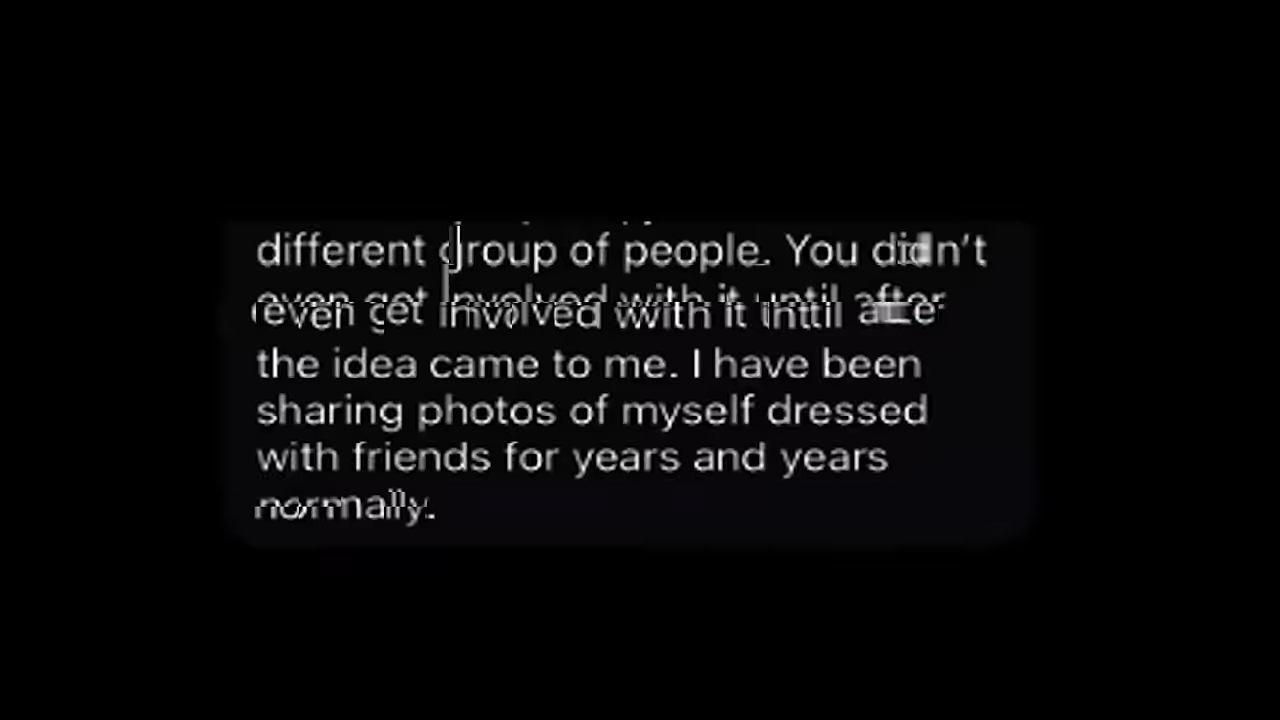 different group of people. You didn't
even get involved with it until after
the idea came to me. I have been
sharing photos of myself dressed
with friends for years and years
normally.